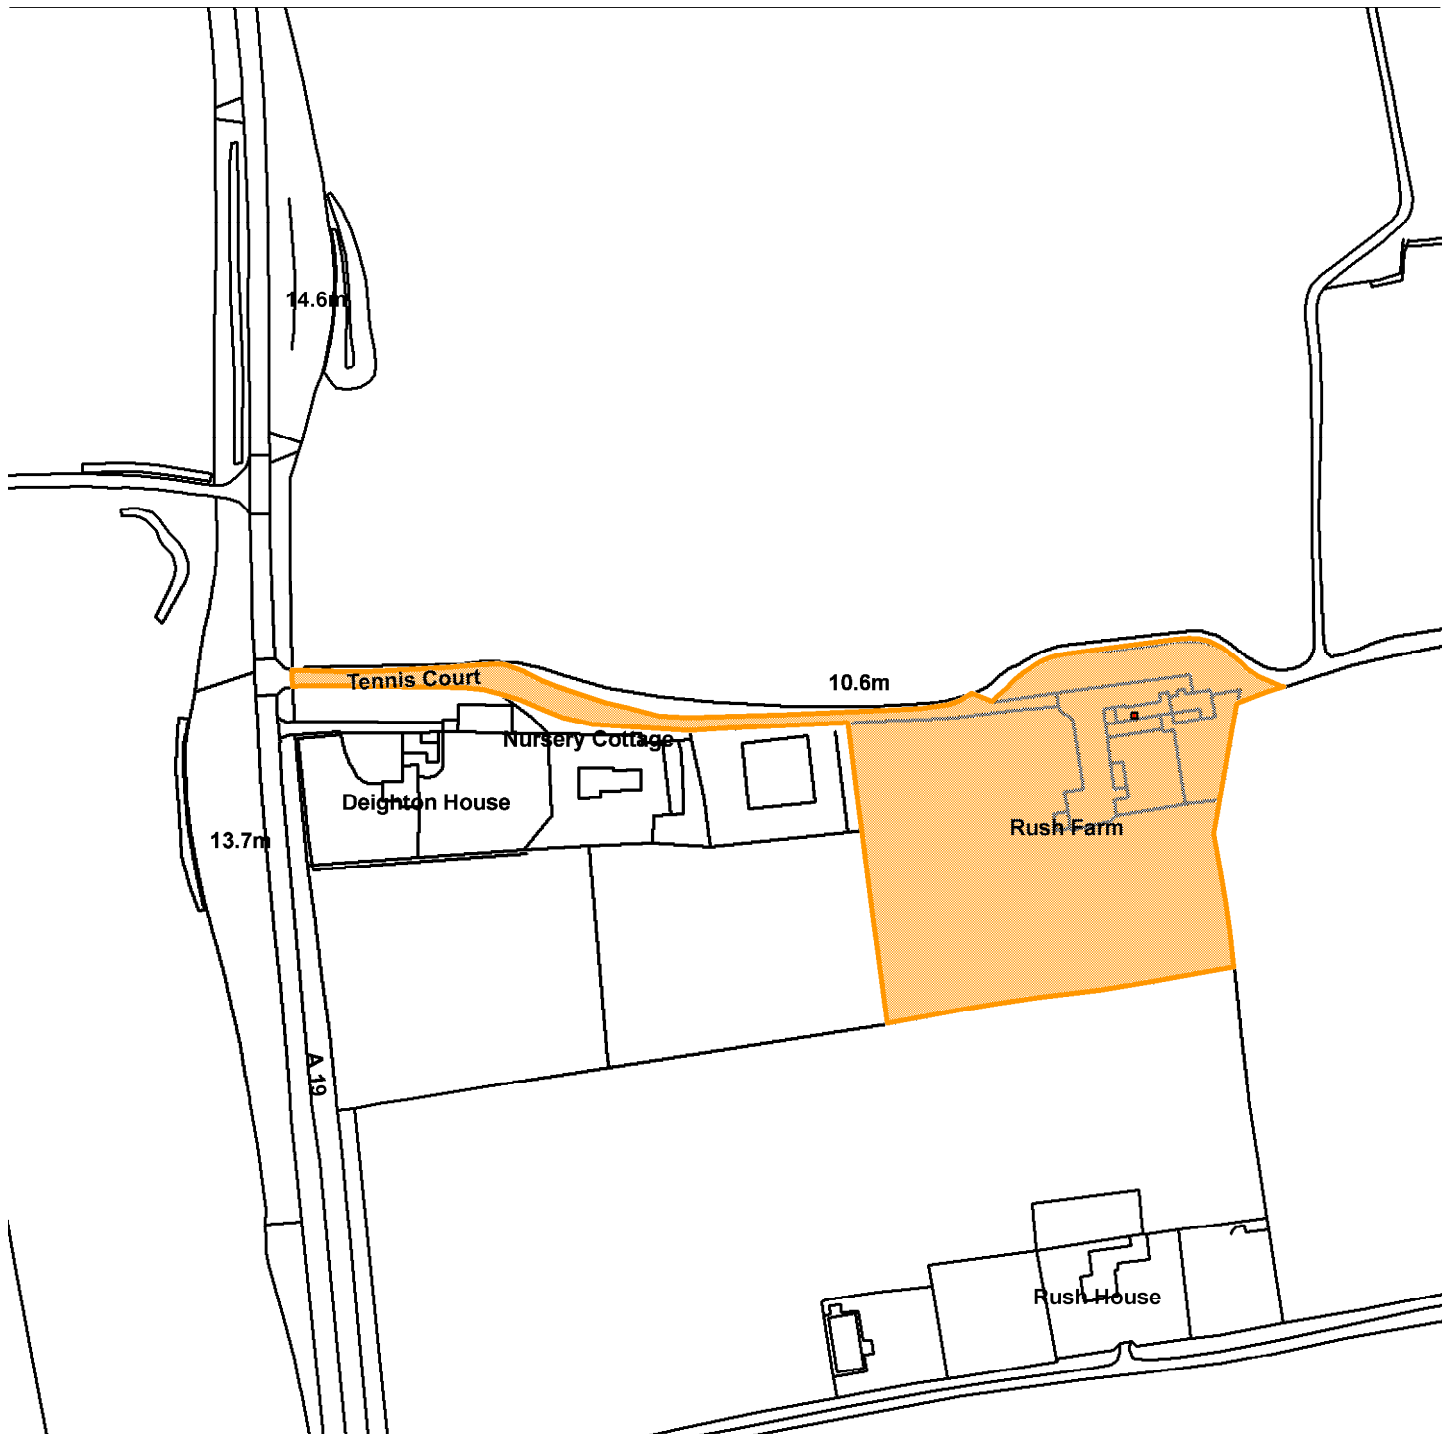 14.6m
Tennis Court
10.6m
Nursery Cottage
Deighton House
Rush Farm
13.7m
A 19
Rush House